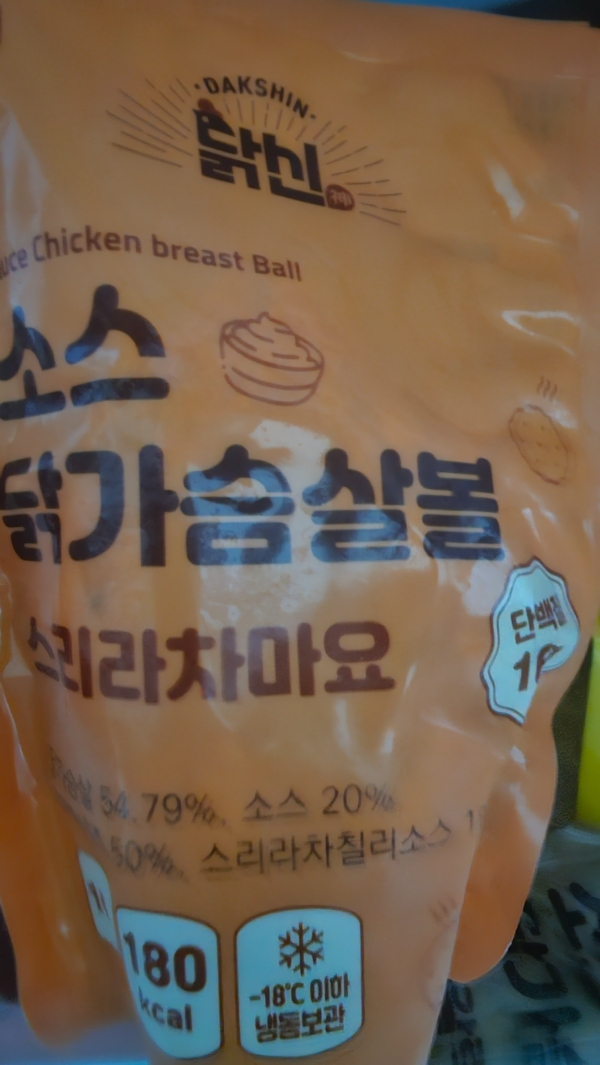 ·DAKSHIN·
닭신
Chicken breast Ball
소스
닭가슴살볼
스리라차마요
단백질
54.79%, 소스 20%
50%, 스리라차칠리소스
180
kcal
-18℃ 이하
냉동보관